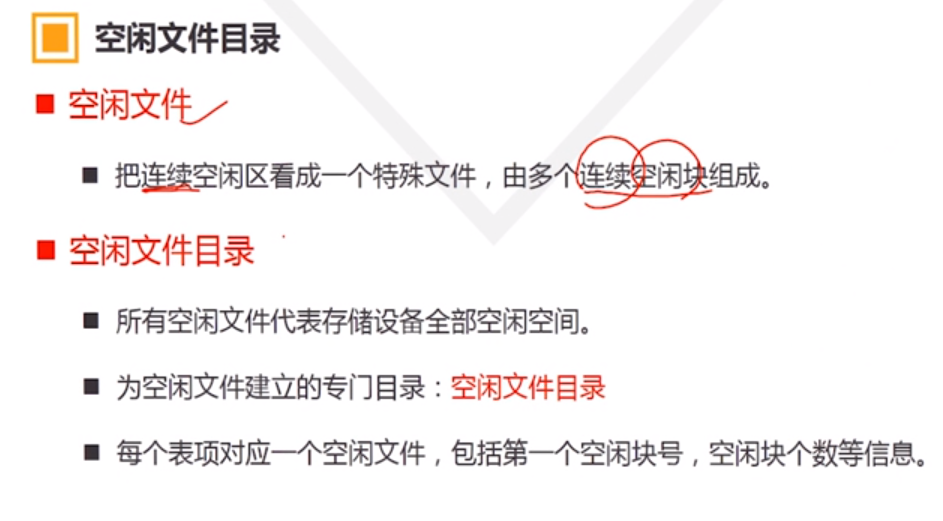 空闲文件目录
空闲文件
把连续空闲区看成一个特殊文件，由多个连续空闲块组成。
空闲文件目录
所有空闲文件代表存储设备全部空闲空间。
为空闲文件建立的专门目录：空闲文件目录
每个表项对应一个空闲文件，包括第一个空闲块号，空闲块个数等信息。